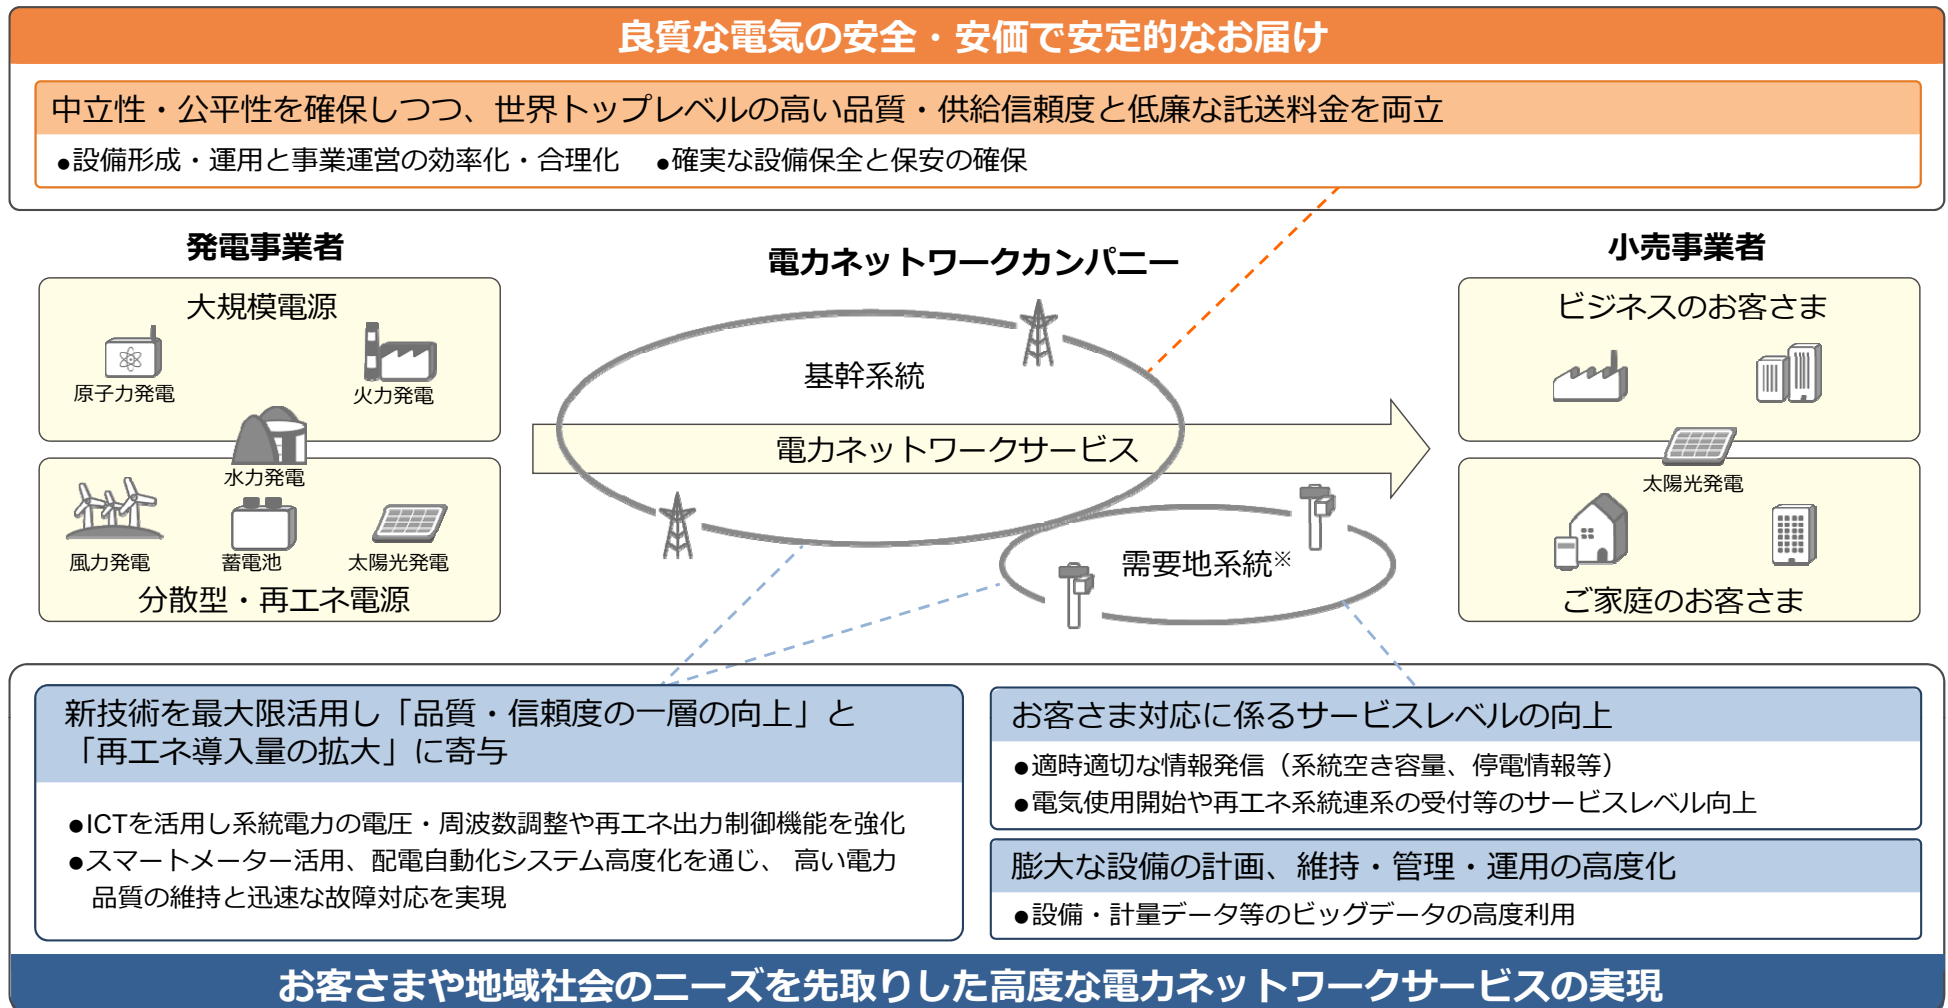 良質な電気の安全・安価で安定的なお届け
中立性・公平性を確保しつつ、世界トップレベルの高い品質・供給信頼度と低廉な託送料金を両立
●設備形成・運用と事業運営の効率化・合理化 ●確実な設備保全と保安の確保
発電事業者
大規模電源
原子力発電
火力発電
水力発電
風力発電
蓄電池
太陽光発電
分散型・再エネ電源
電力ネットワークカンパニー
基幹系統
電力ネットワークサービス
需要地系統※
小売事業者
ビジネスのお客さま
太陽光発電
ご家庭のお客さま
新技術を最大限活用し「品質・信頼度の一層の向上」と
「再エネ導入量の拡大」に寄与
●ICTを活用し系統電力の電圧・周波数調整や再エネ出力制御機能を強化
●スマートメーター活用、配電自動化システム高度化を通じ、 高い電力
品質の維持と迅速な故障対応を実現
お客さま対応に係るサービスレベルの向上
●適時適切な情報発信（系統空き容量、停電情報等）
●電気使用開始や再エネ系統連系の受付等のサービスレベル向上
膨大な設備の計画、維持・管理・運用の高度化
●設備・計量データ等のビッグデータの高度利用
お客さまや地域社会のニーズを先取りした高度な電力ネットワークサービスの実現